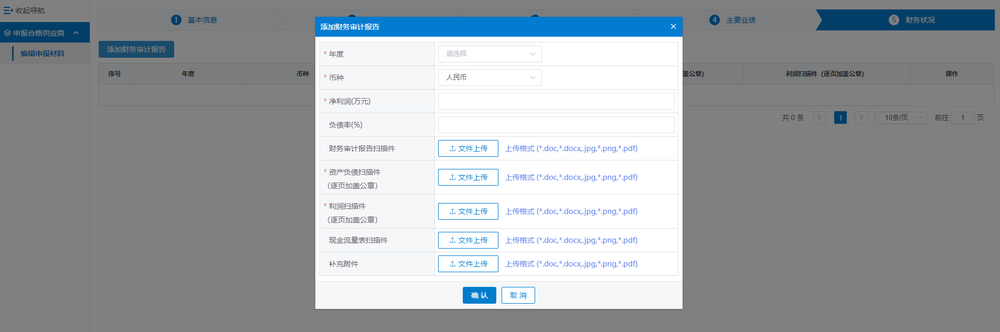 收起导航
申报合格供应商
编辑申报材料
1 基本信息
4 主要业绩
5 财务状况
添加财务审计报告
序号 年度 币种 盖公章) 利润扫描件（逐页加盖公章） 操作
共 0 条 1 10条/页 前往 1 页
添加财务审计报告
* 年度 请选择
* 币种 人民币
* 净利润(万元)
负债率(%)
财务审计报告扫描件 文件上传 上传格式 (*.doc,*.docx,.jpg,*.png,*.pdf)
* 资产负债扫描件
（逐页加盖公章） 文件上传 上传格式 (*.doc,*.docx,.jpg,*.png,*.pdf)
* 利润扫描件
（逐页加盖公章） 文件上传 上传格式 (*.doc,*.docx,.jpg,*.png,*.pdf)
现金流量表扫描件 文件上传 上传格式 (*.doc,*.docx,.jpg,*.png,*.pdf)
补充附件 文件上传 上传格式 (*.doc,*.docx,.jpg,*.png,*.pdf)
确 认 取 消